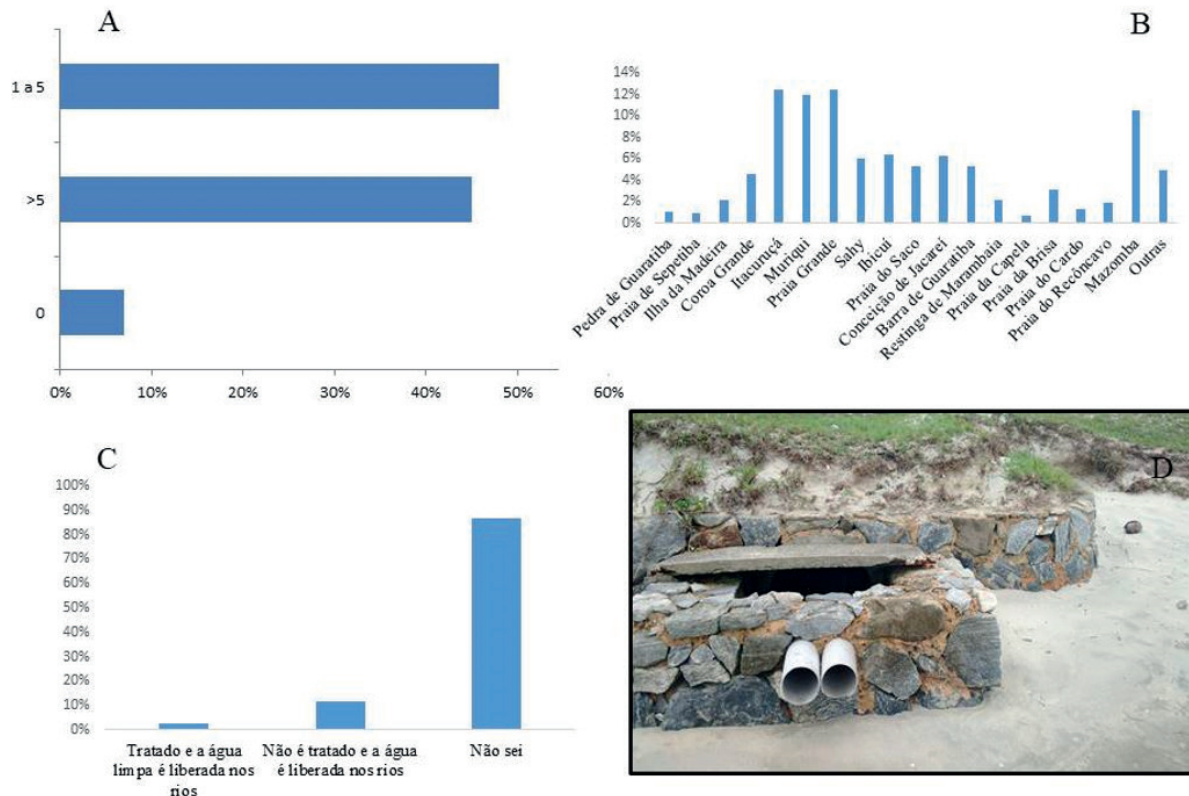 A
1 a 5
>5
0
0%
10%
20%
30%
40%
50%
60%
B
14%
12%
10%
8%
6%
4%
2%
0%
Pedra de Guaratiba
Praia de Sepetiba
Ilha da Madeira
Coroa Grande
Itacuruçá
Muriqui
Praia Grande
Sahy
Ibicuí
Praia do Saco
Conceição de Jacareí
Barra de Guaratiba
Restinga de Marambaia
Praia da Capela
Praia da Brisa
Praia do Cardo
Praia do Recôncavo
Mazomba
Outras
C
100%
90%
80%
70%
60%
50%
40%
30%
20%
10%
0%
Tratado e a água
limpa é liberada nos
rios
Não é tratado e a água
é liberada nos rios
Não sei
D